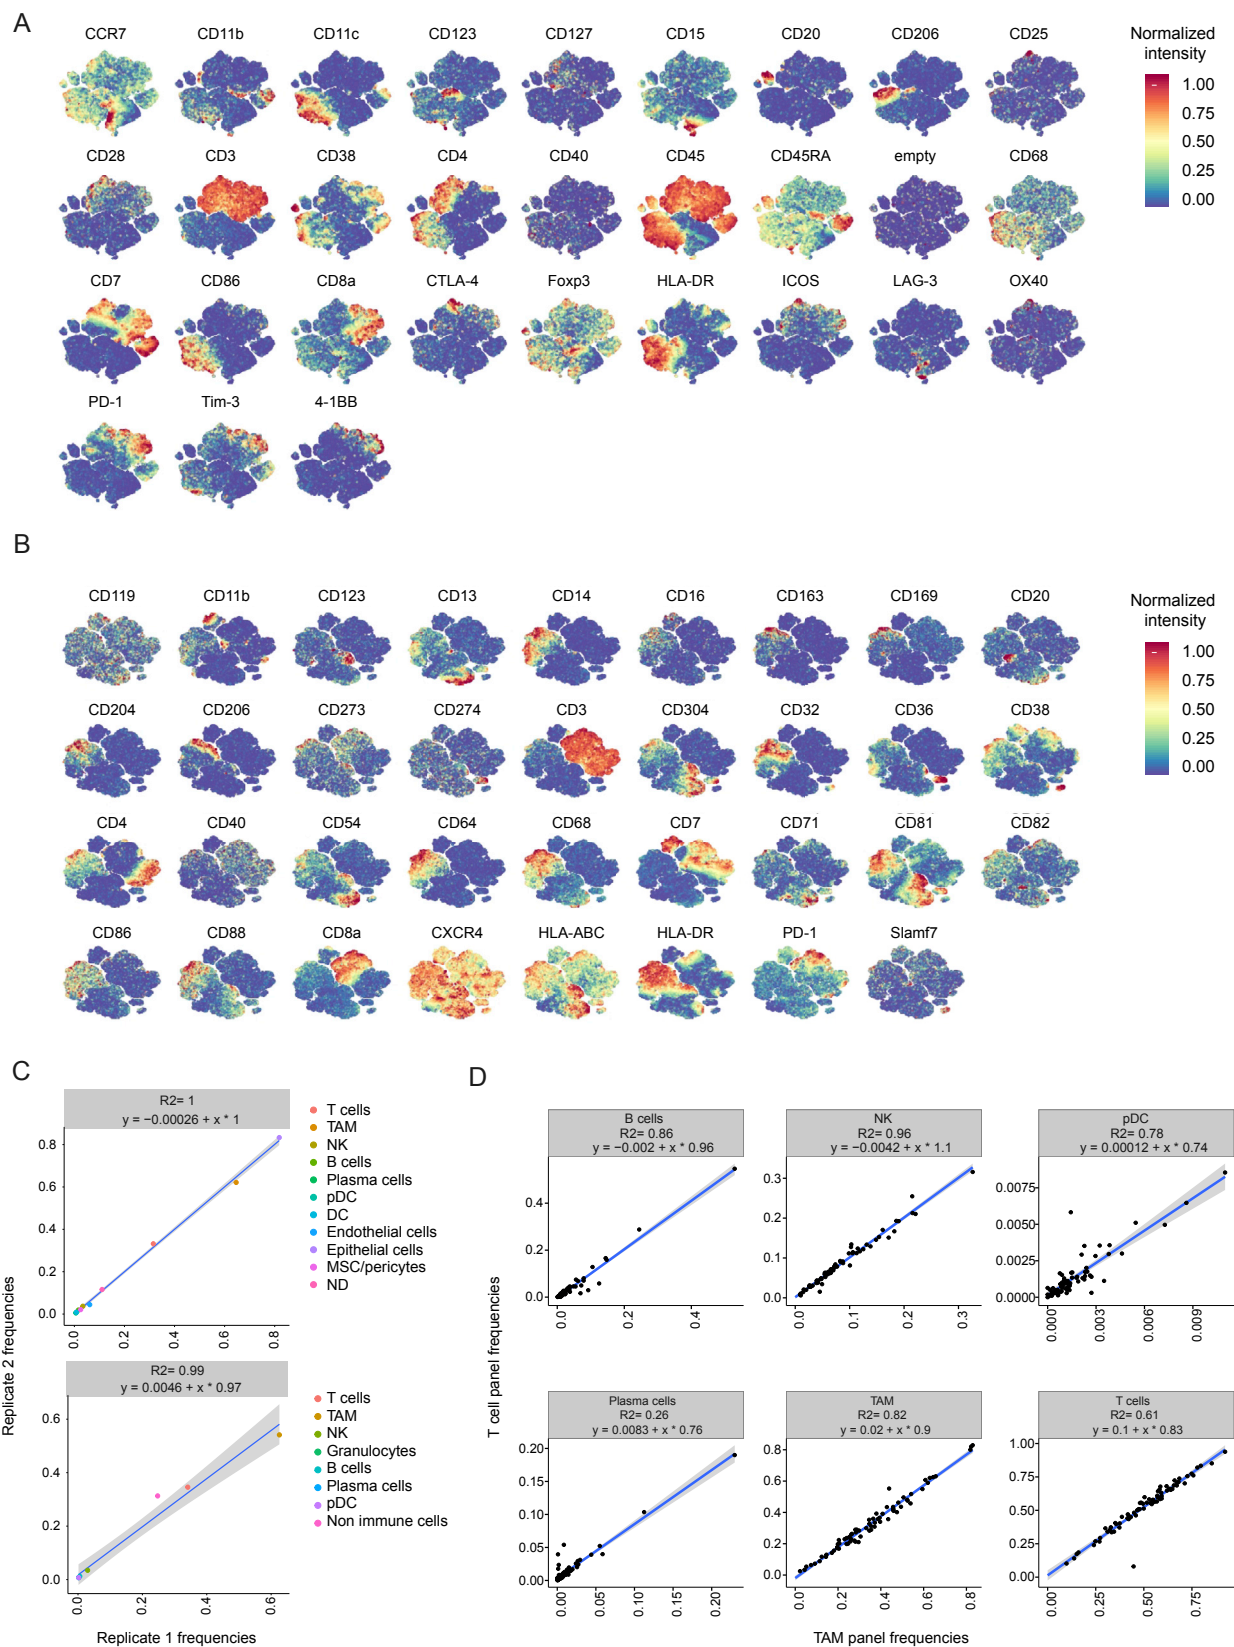 A
CCR7 CD11b CD11c CD123 CD127 CD15 CD20 CD206 CD25
Normalized
intensity
1.00
0.75
0.50
0.25
0.00
CD28 CD3 CD38 CD4 CD40 CD45 CD45RA empty CD68
CD7 CD86 CD8a CTLA-4 Foxp3 HLA-DR ICOS LAG-3 OX40
PD-1 Tim-3 4-1BB
B
CD119 CD11b CD123 CD13 CD14 CD16 CD163 CD169 CD20
Normalized
intensity
1.00
0.75
0.50
0.25
0.00
CD204 CD206 CD273 CD274 CD3 CD304 CD32 CD36 CD38
CD4 CD40 CD54 CD64 CD68 CD7 CD71 CD81 CD82
CD86 CD88 CD8a CXCR4 HLA-ABC HLA-DR PD-1 Slamf7
C
R2= 1
y = −0.00026 + x * 1
0.8
0.6
0.4
0.2
0.0
0.0 0.2 0.4 0.6 0.8
T cells
TAM
NK
B cells
Plasma cells
pDC
DC
Endothelial cells
Epithelial cells
MSC/pericytes
ND
R2= 0.99
y = 0.0046 + x * 0.97
0.6
0.4
0.2
0.0
0.0 0.2 0.4 0.6
T cells
TAM
NK
Granulocytes
B cells
Plasma cells
pDC
Non immune cells
Replicate 2 frequencies
Replicate 1 frequencies
D
B cells
R2= 0.86
y = −0.002 + x * 0.96
0.4
0.2
0.0
0.0 0.2 0.4
NK
R2= 0.96
y = −0.0042 + x * 1.1
0.3
0.2
0.1
0.0
0.0 0.1 0.2 0.3
pDC
R2= 0.78
y = 0.00012 + x * 0.74
0.0075
0.0050
0.0025
0.0000
0.000 0.003 0.006 0.009
Plasma cells
R2= 0.26
y = 0.0083 + x * 0.76
0.20
0.15
0.10
0.05
0.00
0.00 0.05 0.10 0.15 0.20
TAM
R2= 0.82
y = 0.02 + x * 0.9
0.8
0.6
0.4
0.2
0.0
0.0 0.2 0.4 0.6 0.8
T cells
R2= 0.61
y = 0.1 + x * 0.83
1.00
0.75
0.50
0.25
0.00
0.00 0.25 0.50 0.75
T cell panel frequencies
TAM panel frequencies